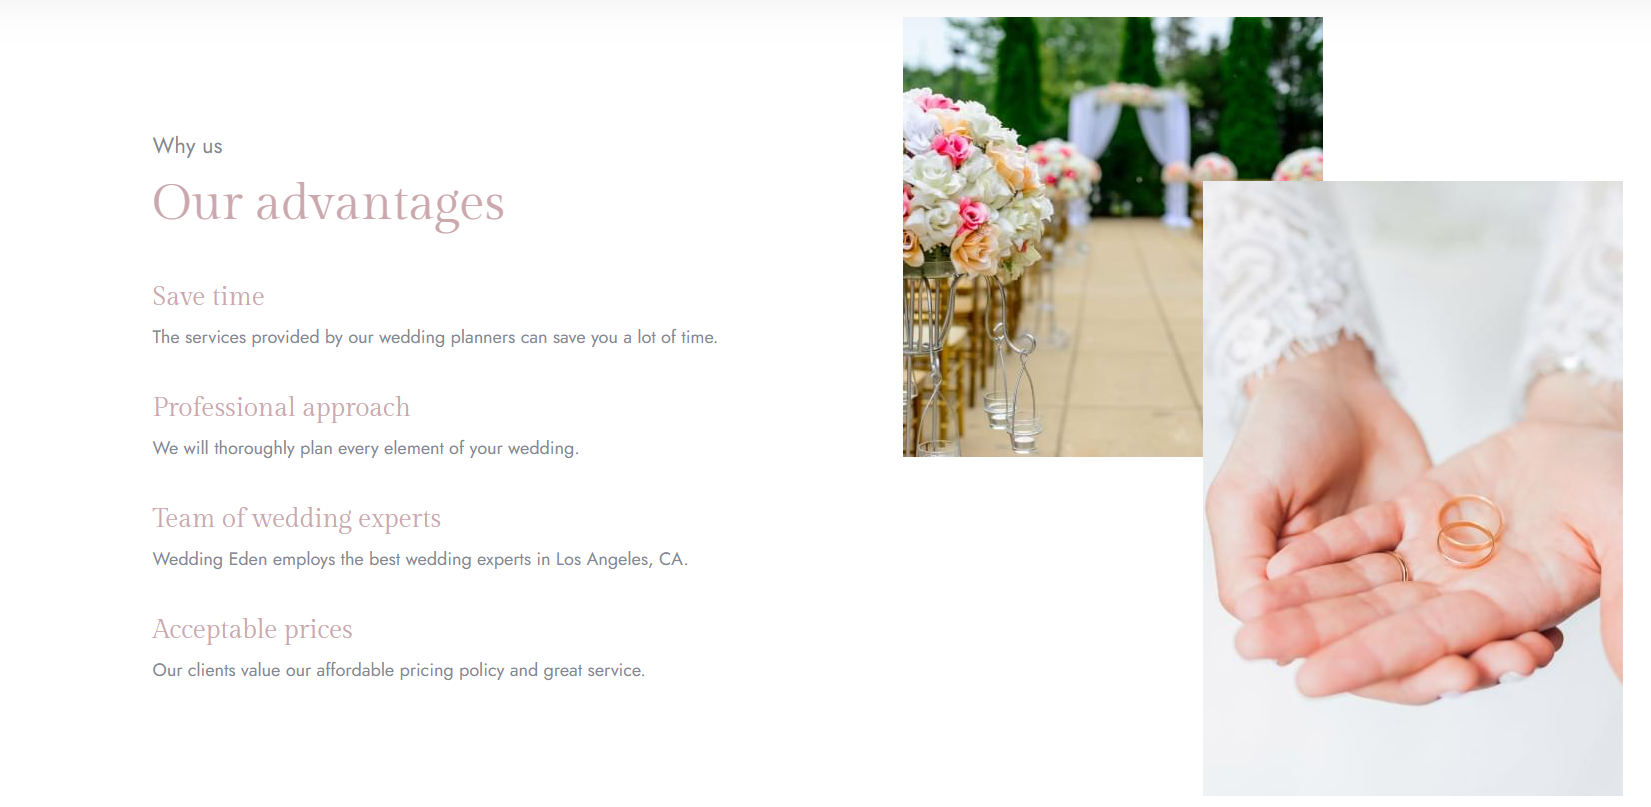 Why us
Our advantages
Save time
The services provided by our wedding planners can save you a lot of time.
Professional approach
We will thoroughly plan every element of your wedding.
Team of wedding experts
Wedding Eden employs the best wedding experts in Los Angeles, CA.
Acceptable prices
Our clients value our affordable pricing policy and great service.